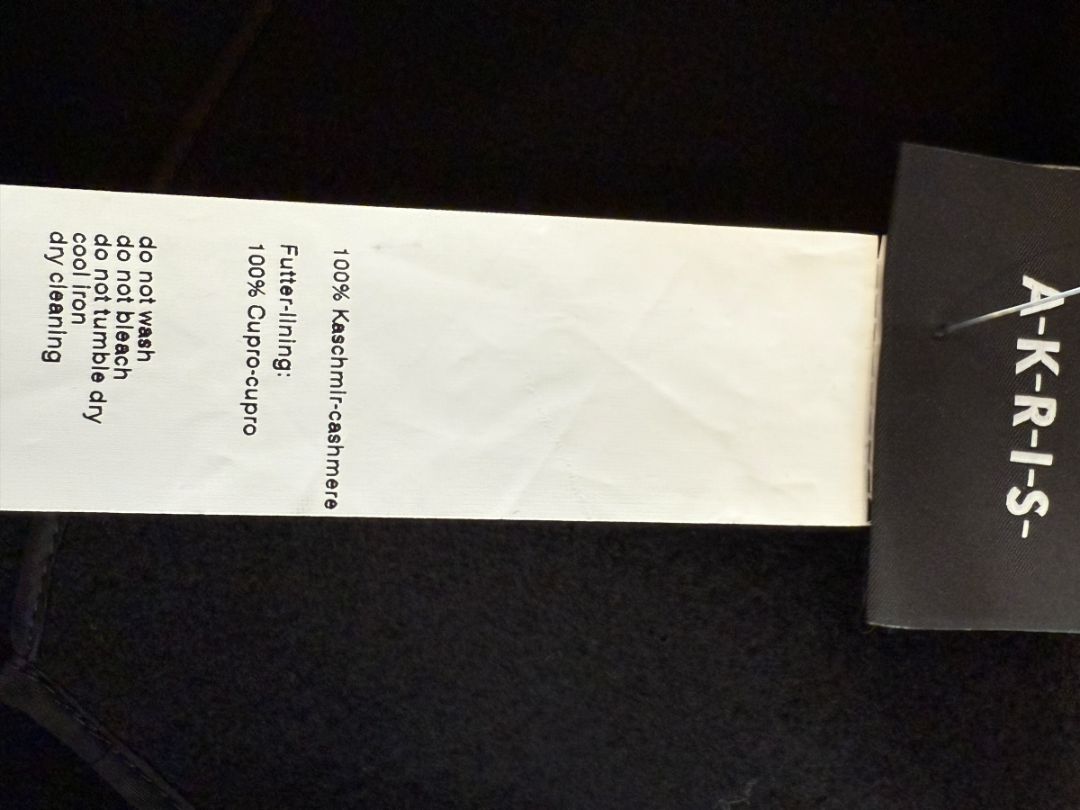 A-K-R-I-S-
100% Kaschmir-cashmere
Futter-lining:
100% Cupro-cupro
do not wash
do not bleach
do not tumble dry
cool iron
dry cleaning